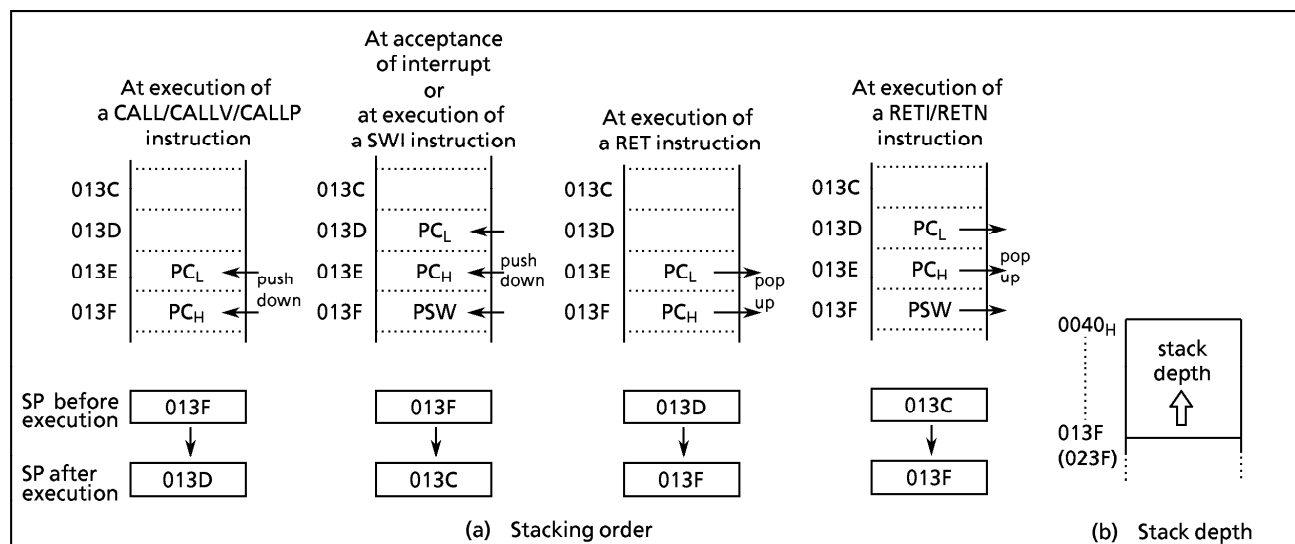 At execution of
a CALL/CALLV/CALLP
instruction
013C
013D
013E PCL
013F PCH
push
down
At acceptance
of interrupt
or
at execution of
a SWI instruction
013C
013D PCL
013E PCH
013F PSW
push
down
At execution of
a RET instruction
013C
013D
013E PCL
013F PCH
pop
up
At execution of
a RETI/RETN
instruction
013C
013D PCL
013E PCH
013F PSW
pop
up
SP before
execution
013F
013F
013D
013C
SP after
execution
013D
013C
013F
013F
(a) Stacking order
0040H
stack
depth
013F
(023F)
(b) Stack depth